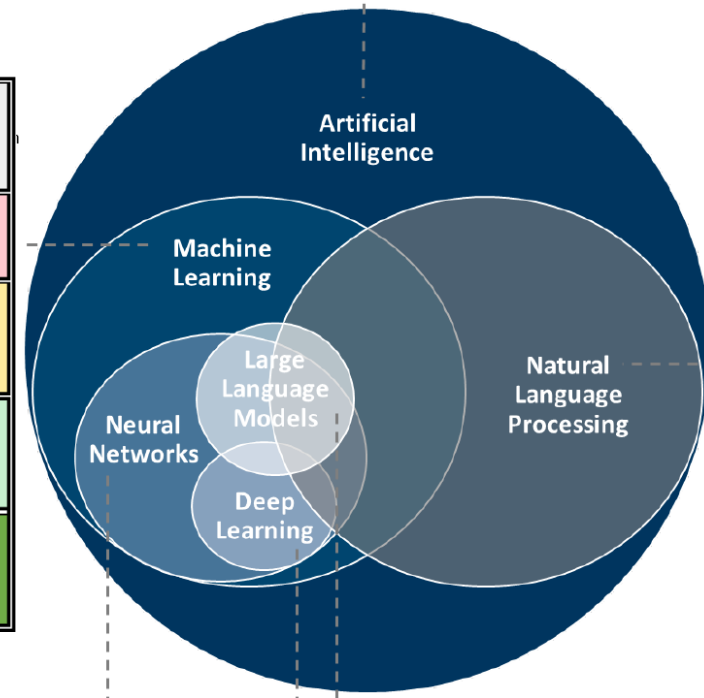 Artificial
Intelligence
Machine
Learning
Large
Language
Models
Natural
Language
Processing
Neural
Networks
Deep
Learning